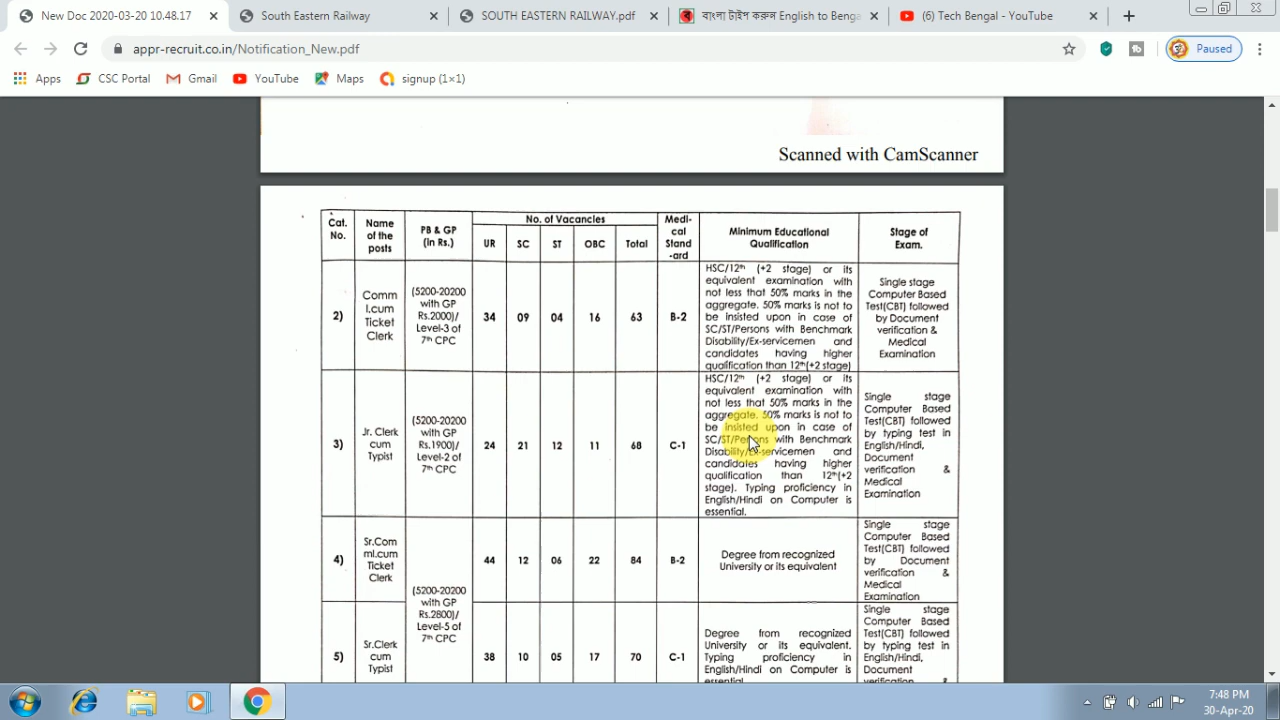 New Doc 2020-03-20 10.48.17
South Eastern Railway
SOUTH EASTERN RAILWAY.pdf
বাংলা টাইপ করুন English to Benga
(6) Tech Bengal - YouTube
appr-recruit.co.in/Notification_New.pdf
Paused
Apps
CSC Portal
Gmail
YouTube
Maps
signup (1×1)
Scanned with CamScanner
Cat.
No.
Name
of the
posts
PB & GP
(in Rs.)
No. of Vacancies
UR
SC
ST
OBC
Total
Medi-
cal
Stand
-ard
Minimum Educational
Qualification
Stage of
Exam.
2)
Comm
l.cum
Ticket
Clerk
(5200-20200
with GP
Rs.2000)/
Level-3 of
7th CPC
34
09
04
16
63
B-2
HSC/12th (+2 stage) or its
equivalent examination with
not less that 50% marks in the
aggregate. 50% marks is not to
be insisted upon in case of
SC/ST/Persons with Benchmark
Disability/Ex-servicemen and
candidates having higher
qualification than 12th(+2 stage)
Single stage
Computer Based
Test(CBT) followed
by Document
verification &
Medical
Examination
3)
Jr. Clerk
cum
Typist
(5200-20200
with GP
Rs.1900)/
Level-2 of
7th CPC
24
21
12
11
68
C-1
HSC/12th (+2 stage) or its
equivalent examination with
not less that 50% marks in the
aggregate. 50% marks is not to
be insisted upon in case of
SC/ST/Persons with Benchmark
Disability/Ex-servicemen and
candidates having higher
qualification than 12th(+2
stage). Typing proficiency in
English/Hindi on Computer is
essential.
Single stage
Computer Based
Test(CBT) followed
by typing test in
English/Hindi,
Document
verification &
Medical
Examination
4)
Sr.Com
ml.cum
Ticket
Clerk
(5200-20200
with GP
Rs.2800)/
Level-5 of
7th CPC
44
12
06
22
84
B-2
Degree from recognized
University or its equivalent
Single stage
Computer Based
Test(CBT) followed
by Document
verification &
Medical
Examination
5)
Sr.Clerk
cum
Typist
38
10
05
17
70
C-1
Degree from recognized
University or its equivalent.
Typing proficiency in
English/Hindi on Computer is
essential
Single stage
Computer Based
Test(CBT) followed
by typing test in
English/Hindi,
Document
verification &
7:48 PM
30-Apr-20